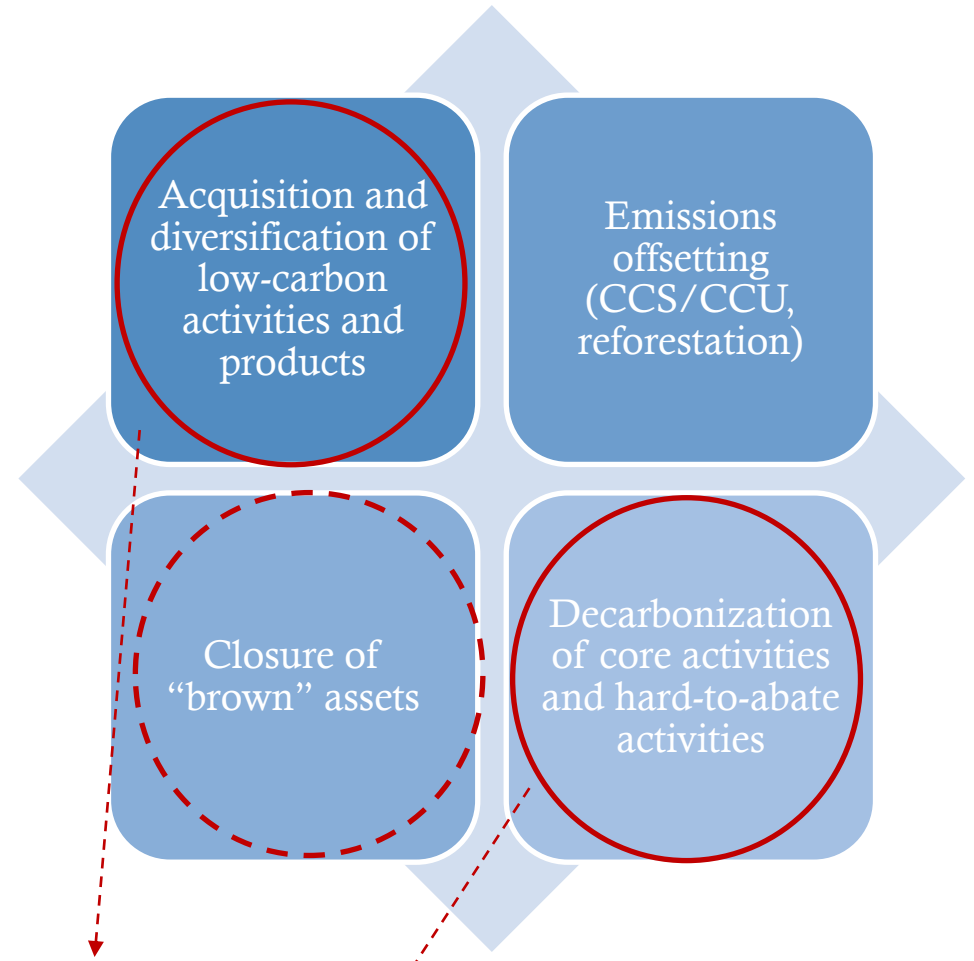 Acquisition and
diversification of
low-carbon
activities and
products
Emissions
offsetting
(CCS/CCU,
reforestation)
Closure of
“brown” assets
Decarbonization
of core activities
and hard-to-abate
activities